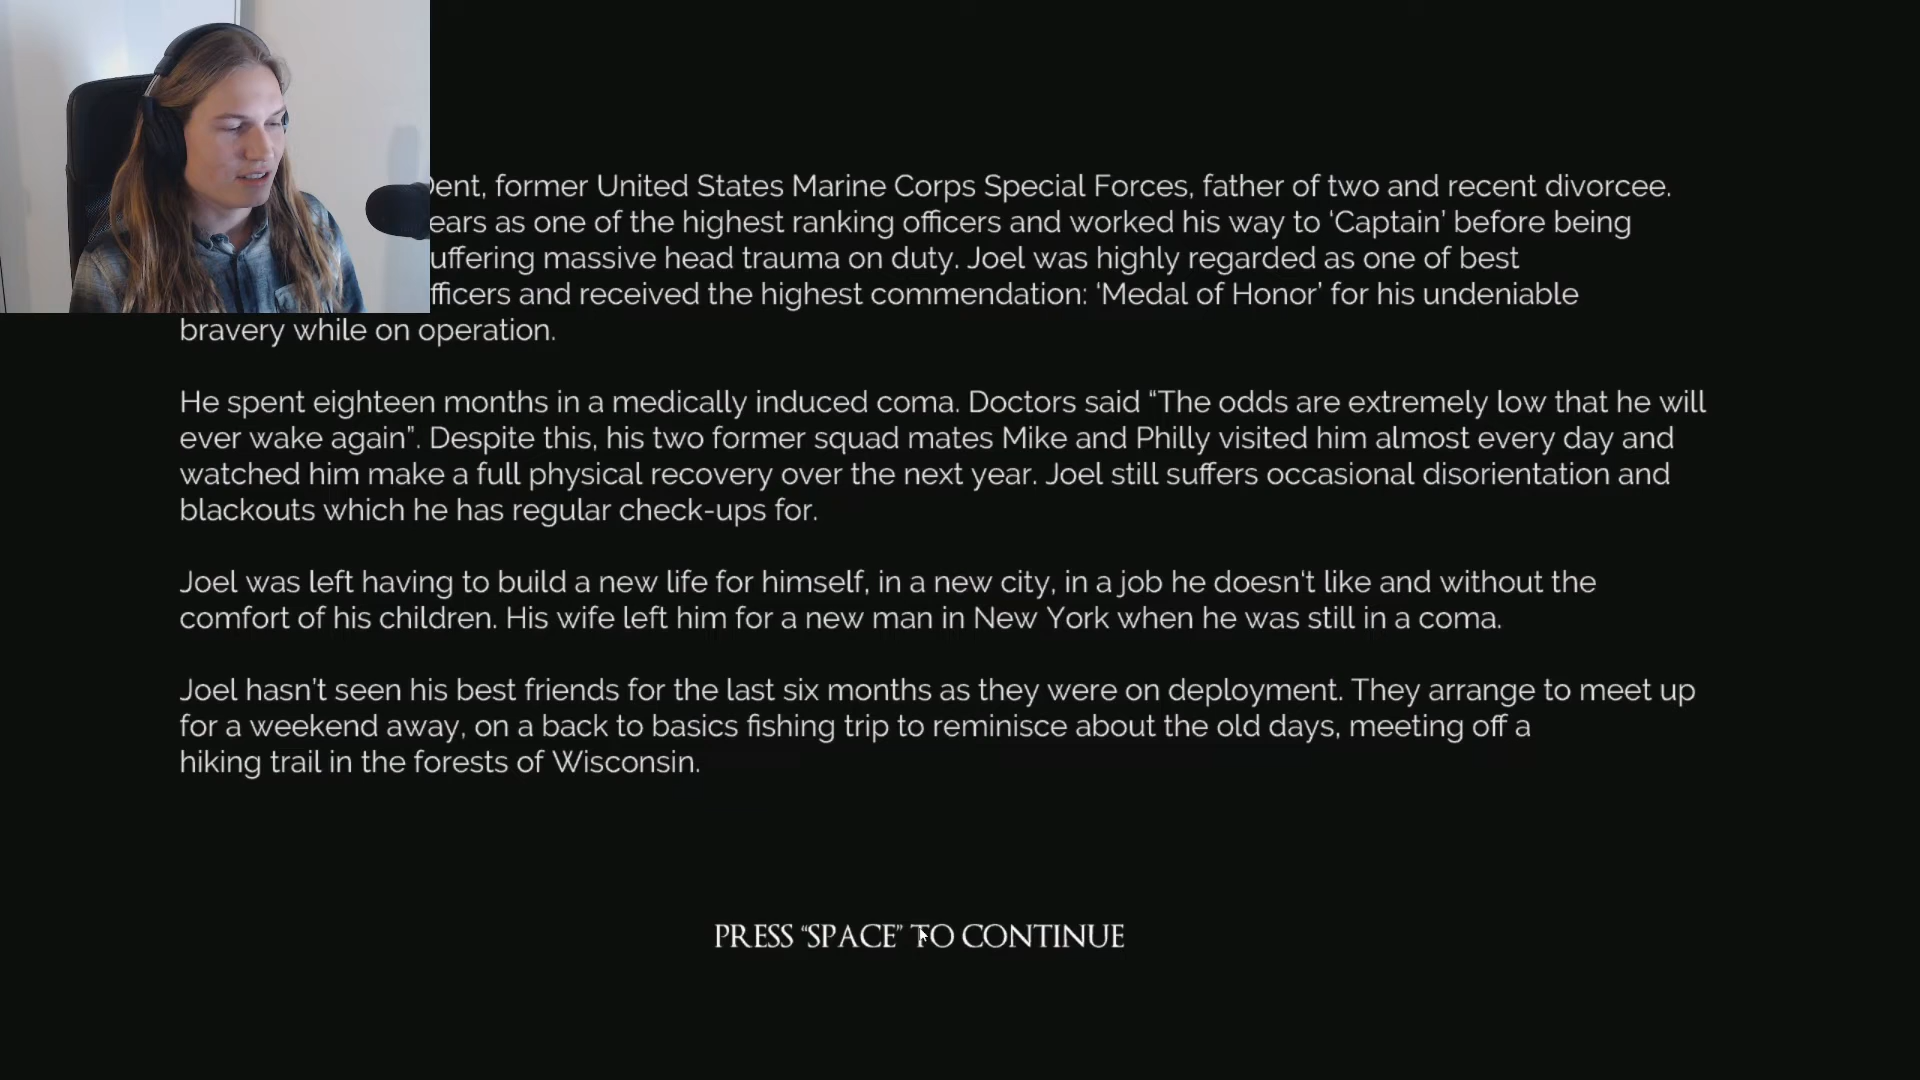 Dent, former United States Marine Corps Special Forces, father of two and recent divorcee.
ears as one of the highest ranking officers and worked his way to ‘Captain’ before being
uffering massive head trauma on duty. Joel was highly regarded as one of best
fficers and received the highest commendation: ‘Medal of Honor’ for his undeniable
bravery while on operation.
He spent eighteen months in a medically induced coma. Doctors said “The odds are extremely low that he will
ever wake again”. Despite this, his two former squad mates Mike and Philly visited him almost every day and
watched him make a full physical recovery over the next year. Joel still suffers occasional disorientation and
blackouts which he has regular check-ups for.
Joel was left having to build a new life for himself, in a new city, in a job he doesn't like and without the
comfort of his children. His wife left him for a new man in New York when he was still in a coma.
Joel hasn’t seen his best friends for the last six months as they were on deployment. They arrange to meet up
for a weekend away, on a back to basics fishing trip to reminisce about the old days, meeting off a
hiking trail in the forests of Wisconsin.
PRESS “SPACE” TO CONTINUE